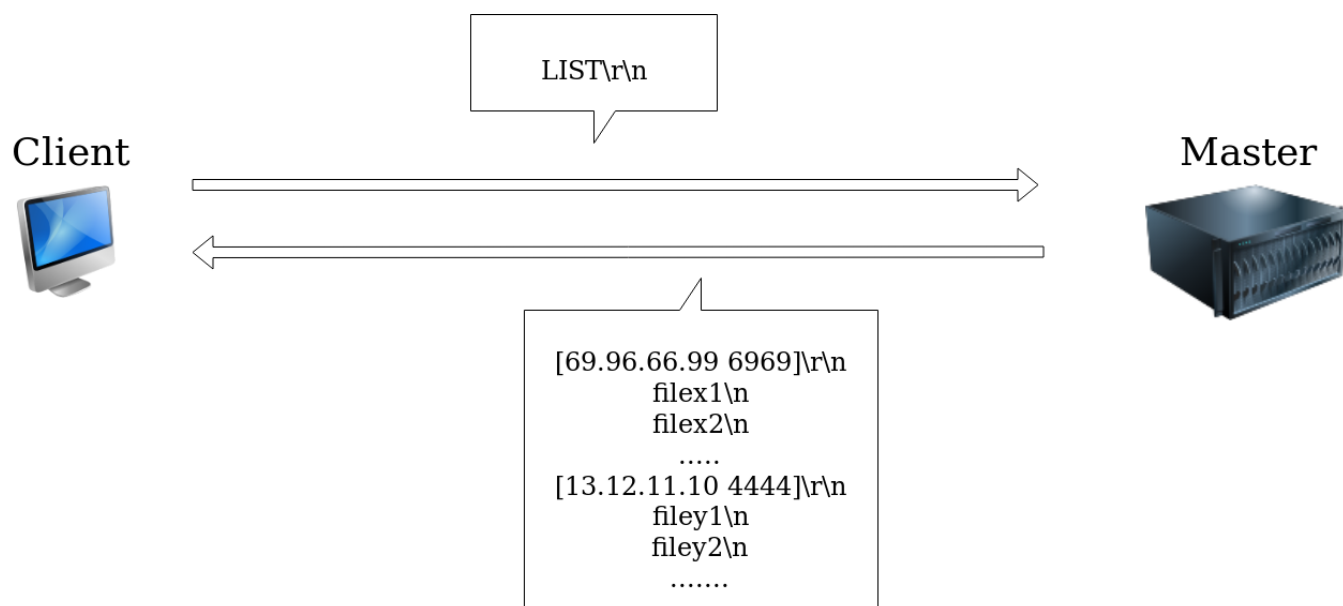 LIST\r\n
Client
Master
[69.96.66.99 6969]\r\n
filex1\n
filex2\n
.....
[13.12.11.10 4444]\r\n
filey1\n
filey2\n
.......